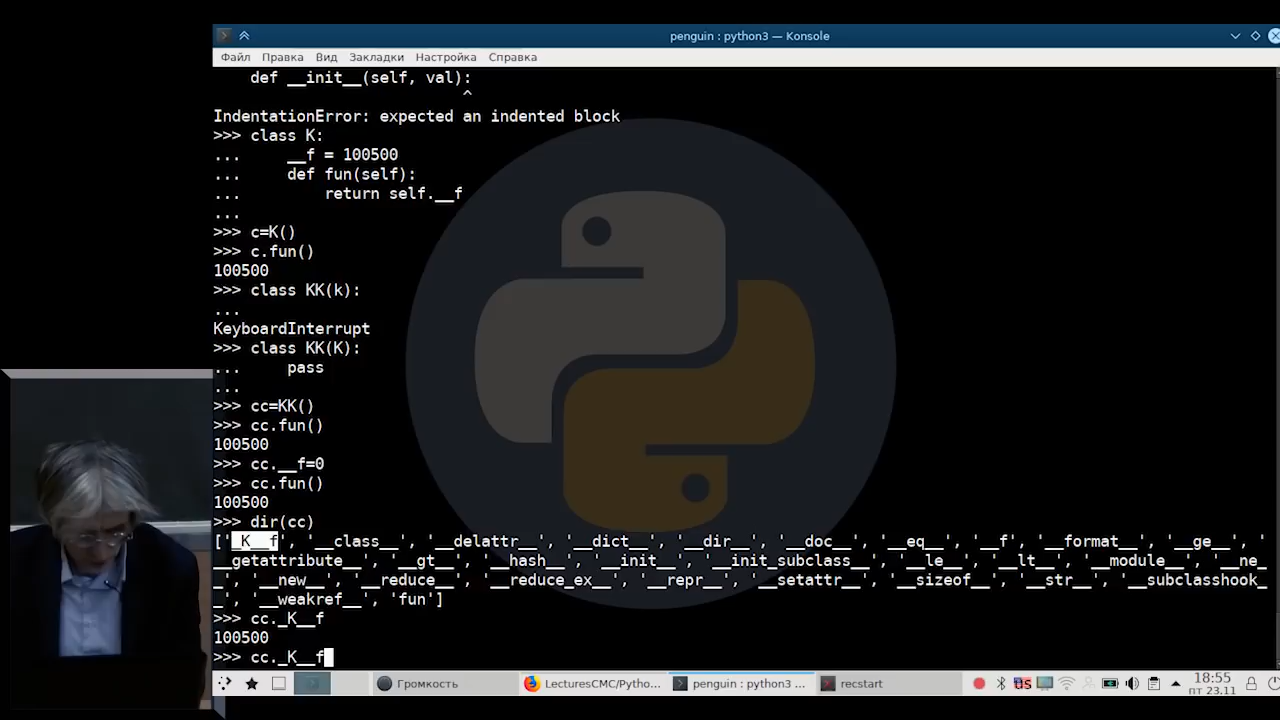 penguin : python3 — Konsole
Файл Правка Вид Закладки Настройка Справка
def __init__(self, val):
^
IndentationError: expected an indented block
>>> class K:
...     __f = 100500
...     def fun(self):
...         return self.__f
...
>>> c=K()
>>> c.fun()
100500
>>> class KK(k):
...
KeyboardInterrupt
>>> class KK(K):
...     pass
...
>>> cc=KK()
>>> cc.fun()
100500
>>> cc.__f=0
>>> cc.fun()
100500
>>> dir(cc)
['_K__f', '__class__', '__delattr__', '__dict__', '__dir__', '__doc__', '__eq__', '__f', '__format__', '__ge__', '
__getattribute__', '__gt__', '__hash__', '__init__', '__init_subclass__', '__le__', '__lt__', '__module__', '__ne_
_', '__new__', '__reduce__', '__reduce_ex__', '__repr__', '__setattr__', '__sizeof__', '__str__', '__subclasshook_
_', '__weakref__', 'fun']
>>> cc._K__f
100500
>>> cc._K__f
Громкость LecturesCMC/Pytho... penguin : python3 ... recstart us 18:55
пт 23.11